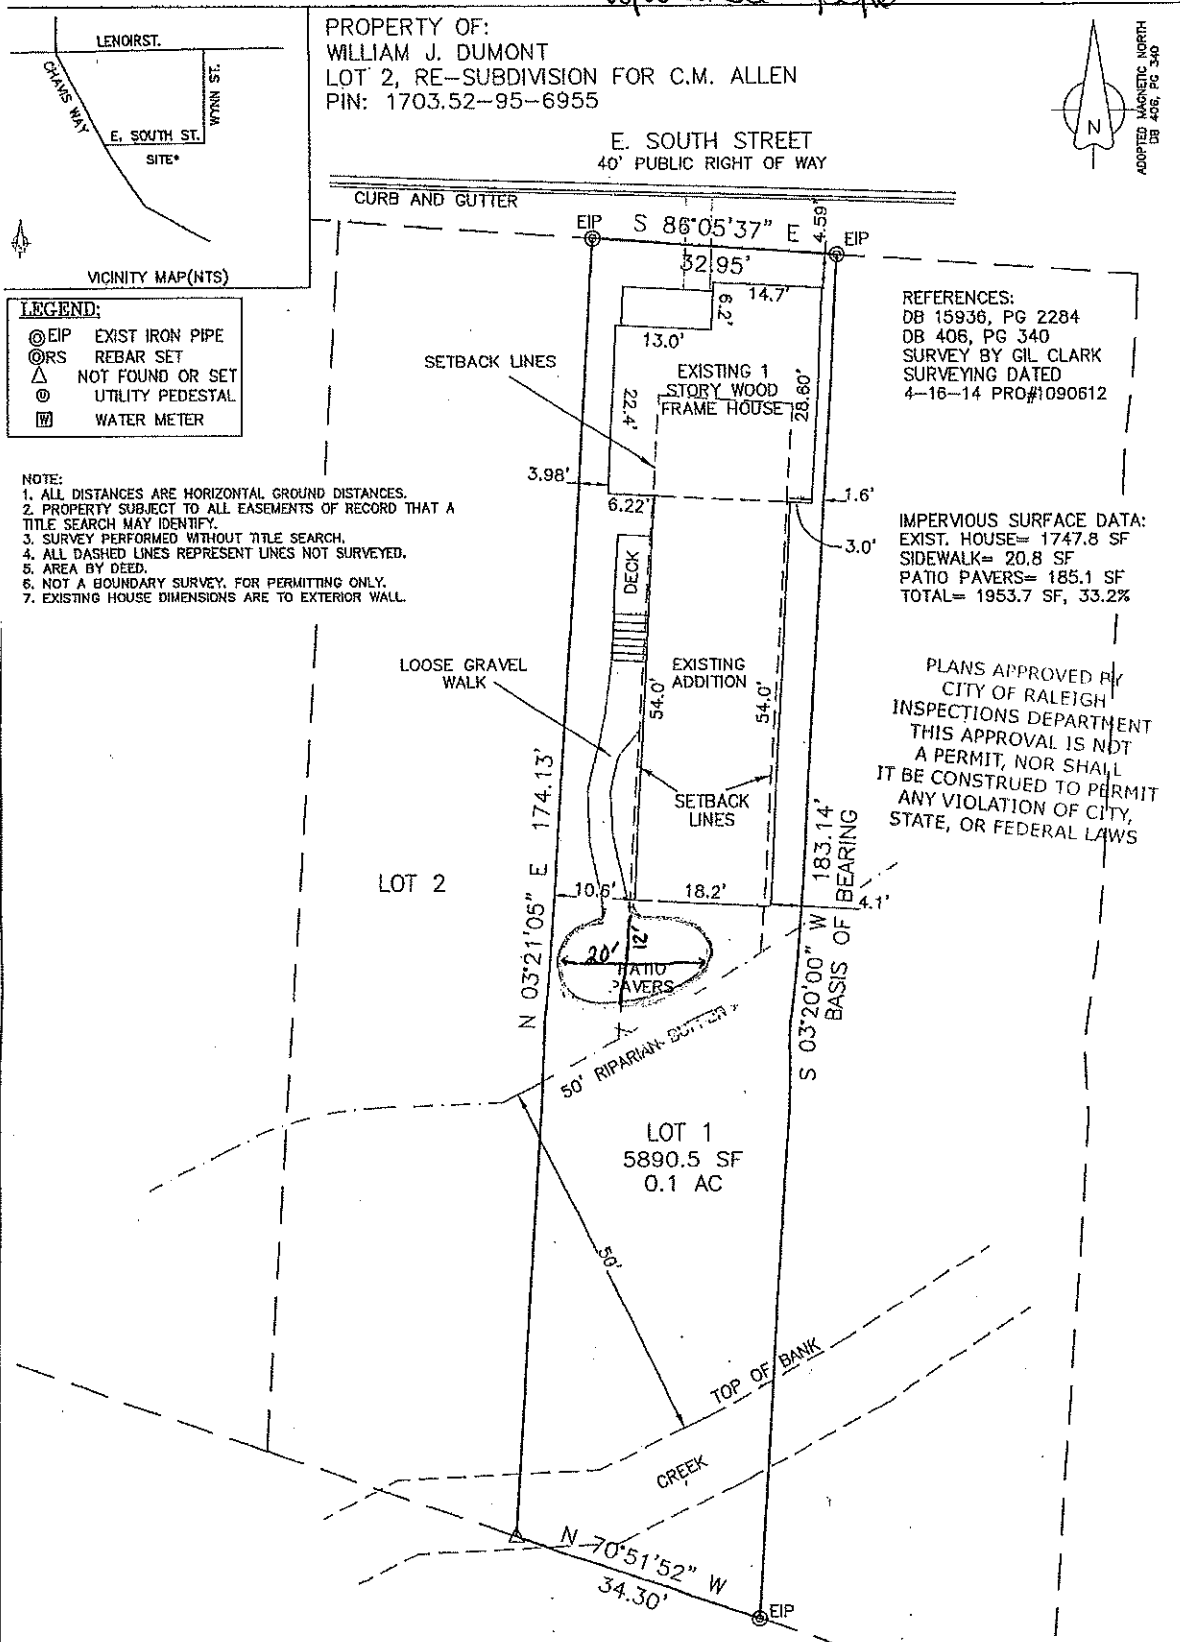 LENOIR ST.
CHAVIS WAY
WYNN ST.
E. SOUTH ST.
SITE*
VICINITY MAP(NTS)
PROPERTY OF:
WILLIAM J. DUMONT
LOT 2, RE-SUBDIVISION FOR C.M. ALLEN
PIN: 1703.52-95-6955
N
ADOPTED MAGNETIC NORTH
DB 406, PG 340
E. SOUTH STREET
40' PUBLIC RIGHT OF WAY
CURB AND GUTTER
EIP
S 86°05'37" E
4.59'
EIP
32.95'
LEGEND:
EIP EXIST IRON PIPE
RS REBAR SET
NOT FOUND OR SET
UTILITY PEDESTAL
W WATER METER
14.7'
6.2'
13.0'
SETBACK LINES
EXISTING 1
STORY WOOD
FRAME HOUSE
22.4'
28.60'
REFERENCES:
DB 15936, PG 2284
DB 406, PG 340
SURVEY BY GIL CLARK
SURVEYING DATED
4-16-14 PRO#1090612
NOTE:
1. ALL DISTANCES ARE HORIZONTAL GROUND DISTANCES.
2. PROPERTY SUBJECT TO ALL EASEMENTS OF RECORD THAT A
TITLE SEARCH MAY IDENTIFY.
3. SURVEY PERFORMED WITHOUT TITLE SEARCH.
4. ALL DASHED LINES REPRESENT LINES NOT SURVEYED.
5. AREA BY DEED.
6. NOT A BOUNDARY SURVEY. FOR PERMITTING ONLY.
7. EXISTING HOUSE DIMENSIONS ARE TO EXTERIOR WALL.
3.98'
6.22'
1.6'
3.0'
IMPERVIOUS SURFACE DATA:
EXIST. HOUSE= 1747.8 SF
SIDEWALK= 20.8 SF
PATIO PAVERS= 185.1 SF
TOTAL= 1953.7 SF, 33.2%
DECK
LOOSE GRAVEL
WALK
EXISTING
ADDITION
54.0'
54.0'
PLANS APPROVED BY
CITY OF RALEIGH
INSPECTIONS DEPARTMENT
THIS APPROVAL IS NOT
A PERMIT, NOR SHALL
IT BE CONSTRUED TO PERMIT
ANY VIOLATION OF CITY,
STATE, OR FEDERAL LAWS
SETBACK
LINES
N 03°21'05" E 174.13'
S 03°20'00" W 183.14'
BASIS OF BEARING
LOT 2
10.6'
18.2'
4.1'
20'
12'
PATIO
PAVERS
50' RIPARIAN BUFFER
LOT 1
5890.5 SF
0.1 AC
50'
TOP OF BANK
CREEK
N 70°51'52" W
34.30'
EIP